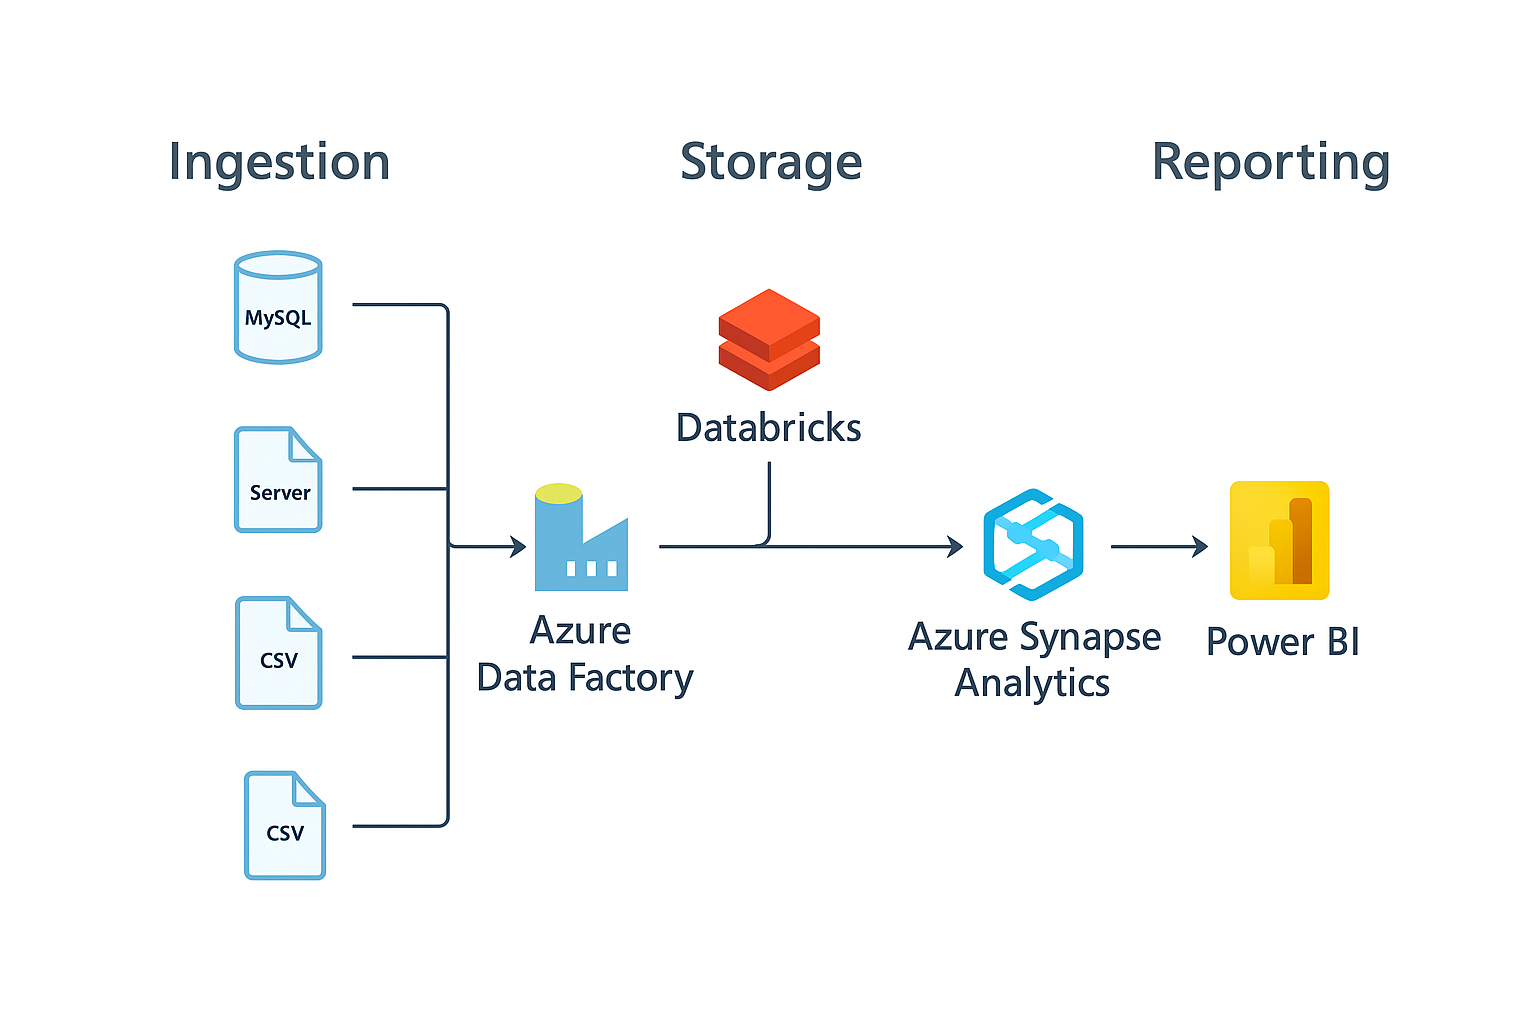 Ingestion
Storage
Reporting
MySQL
Server
CSV
CSV
Azure
Data Factory
Databricks
Azure Synapse
Analytics
Power BI